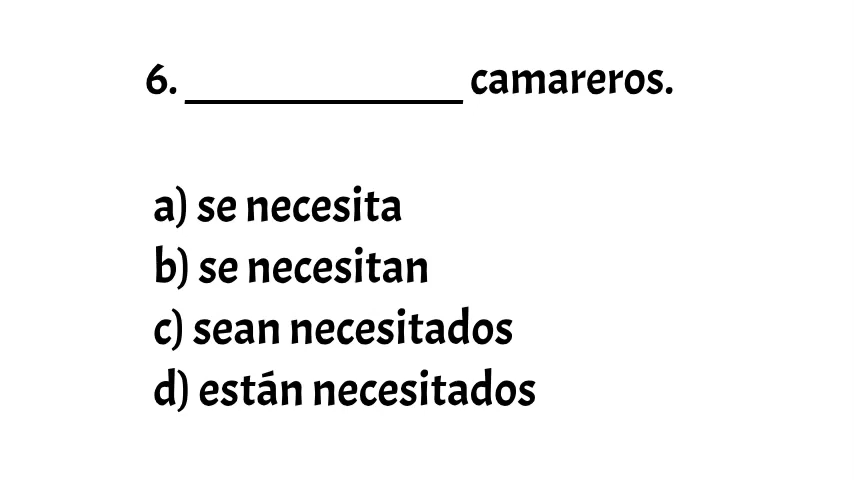 6. ____________ camareros.
a) se necesita
b) se necesitan
c) sean necesitados
d) están necesitados